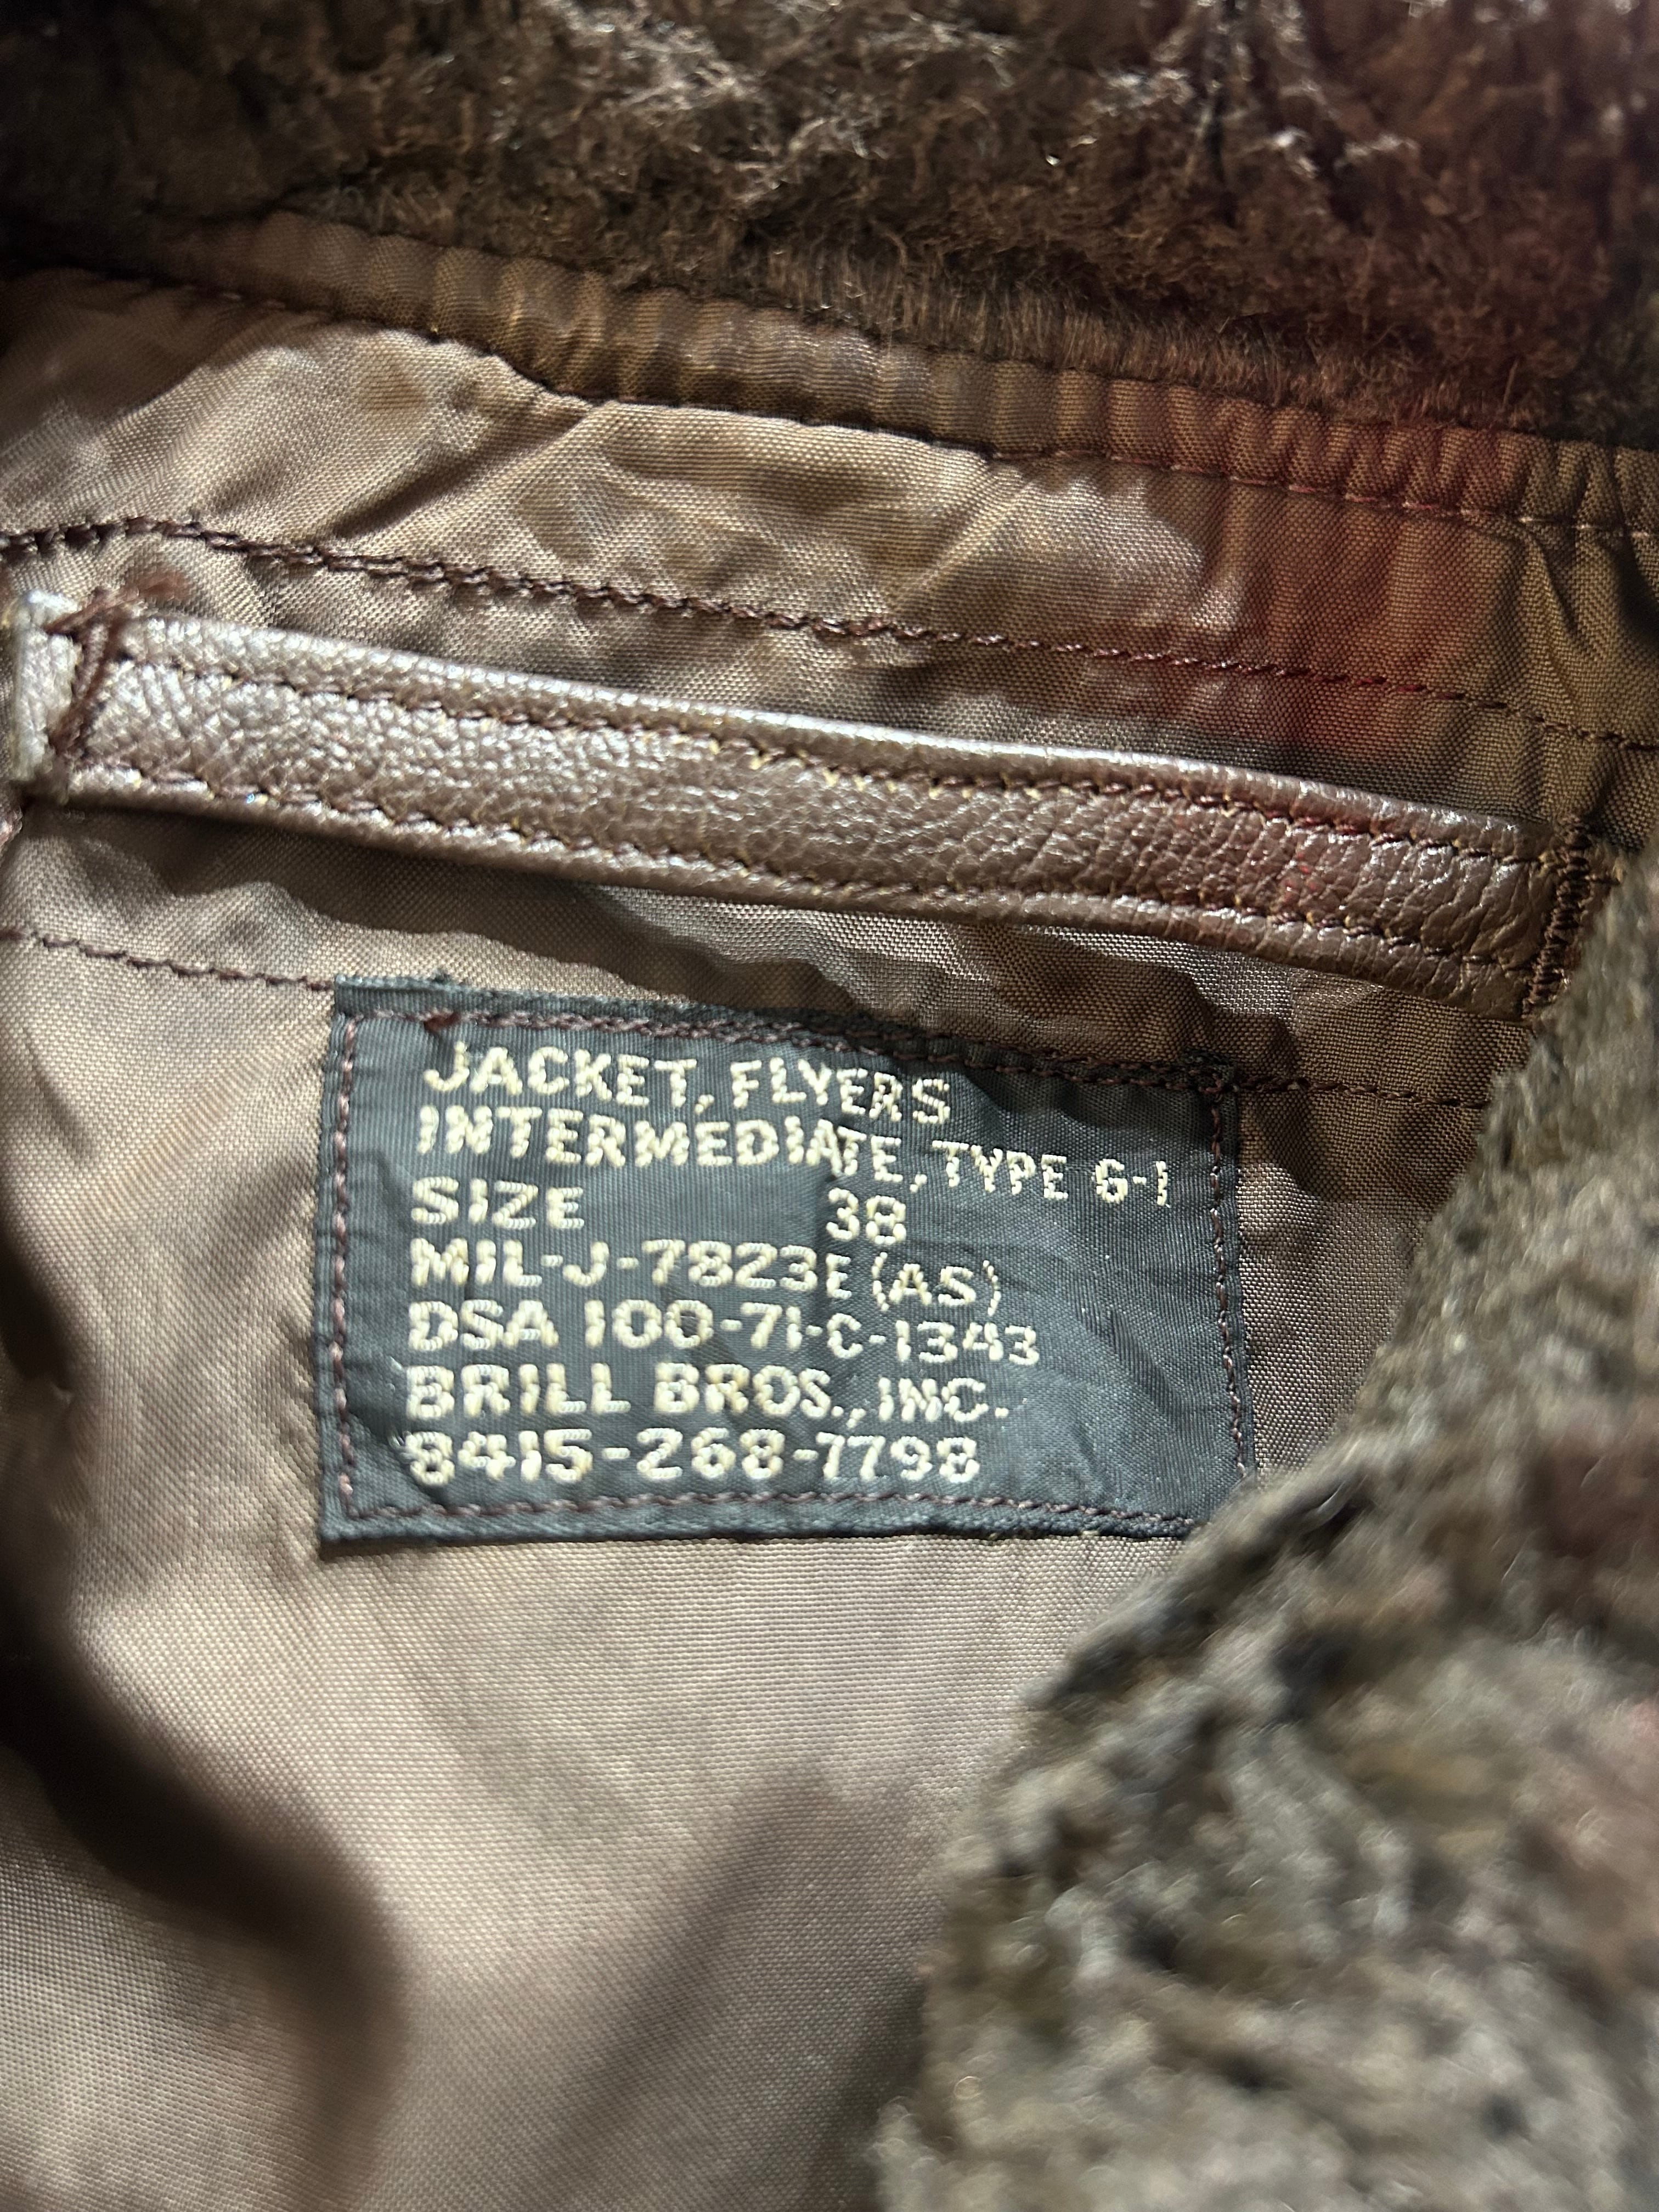 JACKET, FLYERS
INTERMEDIATE, TYPE G-1
SIZE 38
MIL-J-7823E (AS)
DSA 100-71-C-1343
BRILL BROS., INC.
8415-268-7798